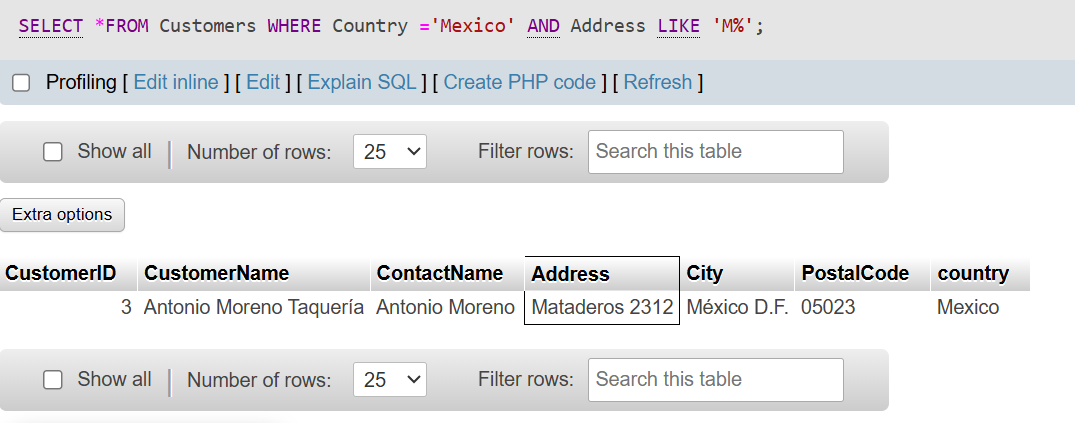 SELECT *FROM Customers WHERE Country ='Mexico' AND Address LIKE 'M%';
Profiling [ Edit inline ] [ Edit ] [ Explain SQL ] [ Create PHP code ] [ Refresh ]
Show all | Number of rows: 25 Filter rows: Search this table
Extra options
CustomerID CustomerName ContactName Address City PostalCode country
3 Antonio Moreno Taquería Antonio Moreno Mataderos 2312 México D.F. 05023 Mexico
Show all | Number of rows: 25 Filter rows: Search this table